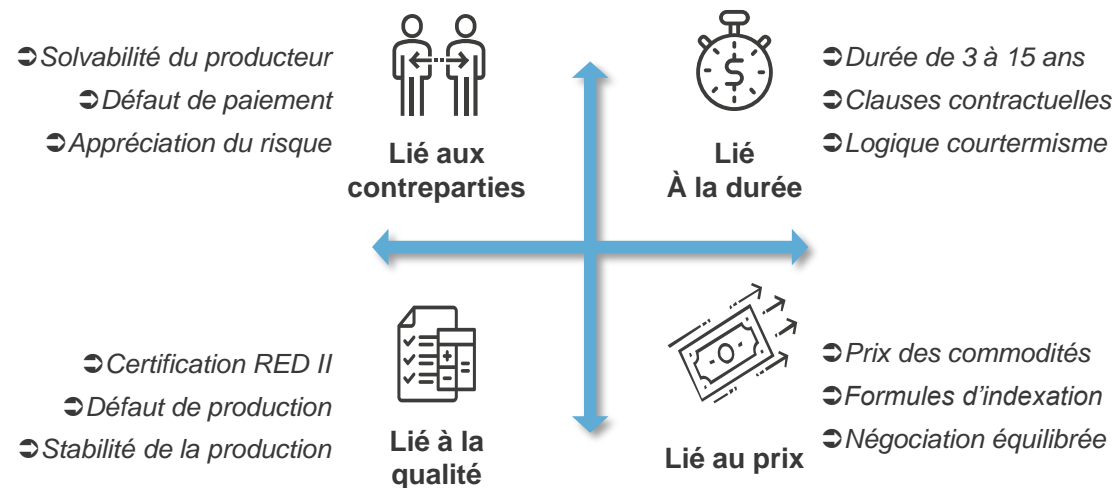 ➲Solvabilité du producteur
➲Défaut de paiement
➲Appréciation du risque
Lié aux
contreparties
Lié
À la durée
➲Durée de 3 à 15 ans
➲Clauses contractuelles
➲Logique courtermisme
➲Certification RED II
➲Défaut de production
➲Stabilité de la production
Lié à la
qualité
Lié au prix
➲Prix des commodités
➲Formules d'indexation
➲Négociation équilibrée